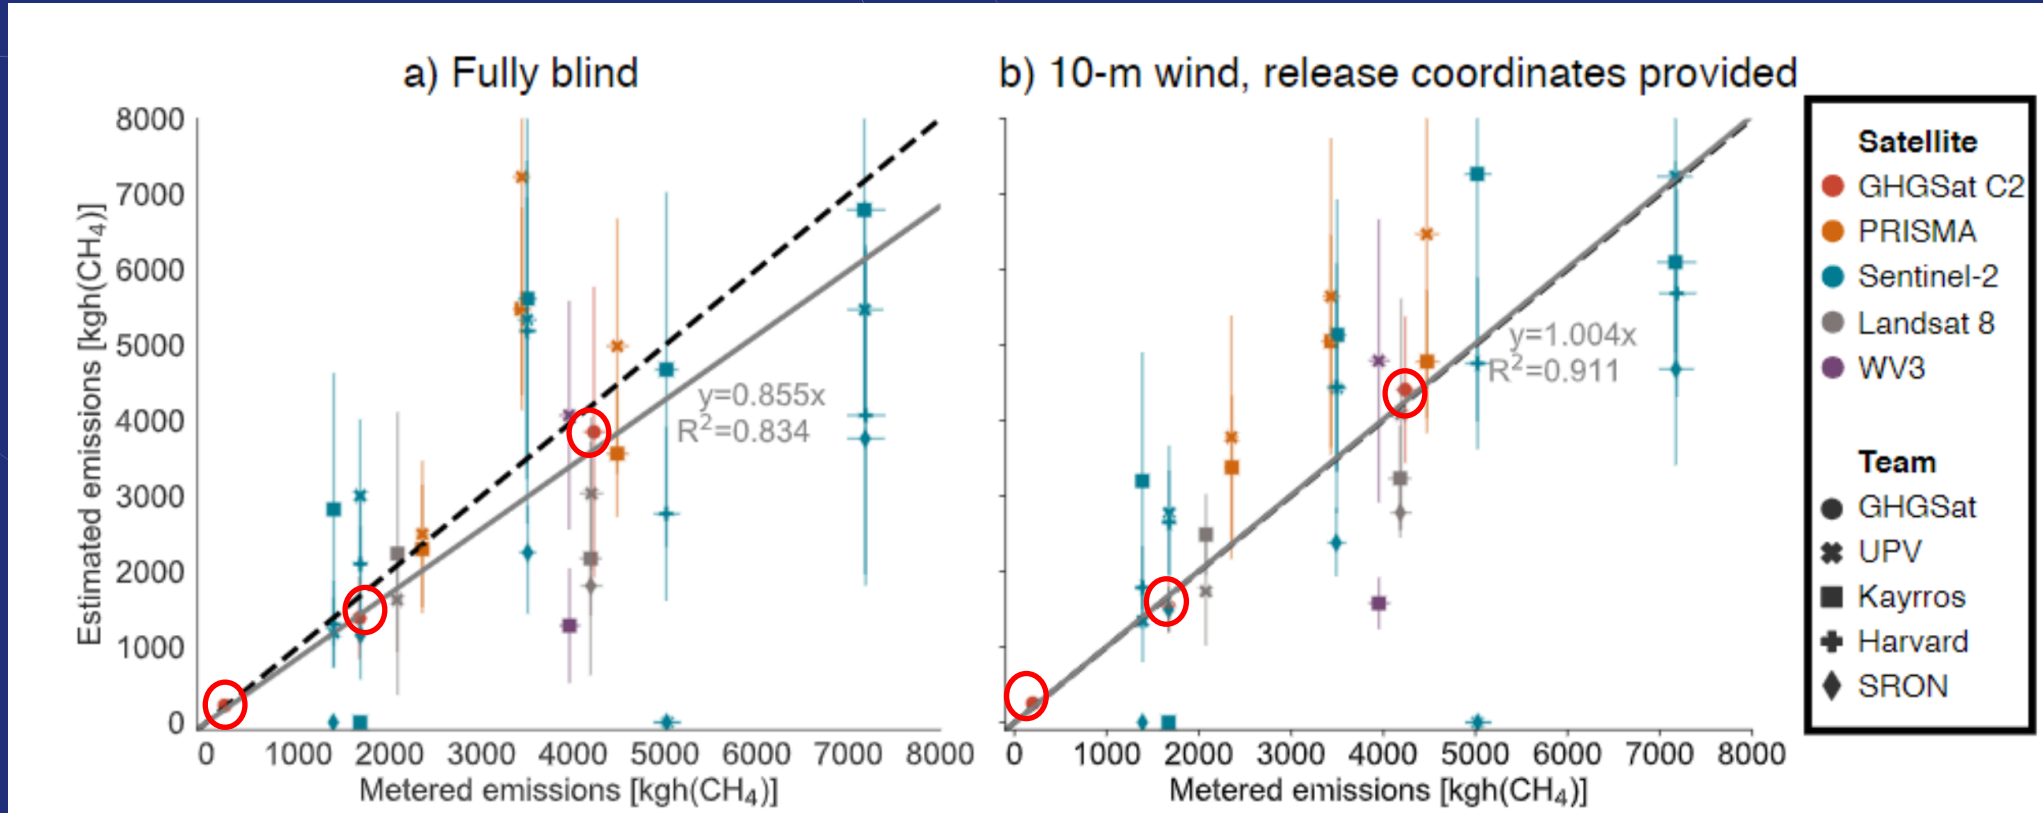 a) Fully blind
b) 10-m wind, release coordinates provided
Estimated emissions [kgh(CH₄)]
8000
7000
6000
5000
4000
3000
2000
1000
0
y=0.855x
R²=0.834
0 1000 2000 3000 4000 5000 6000 7000 8000
Metered emissions [kgh(CH₄)]
y=1.004x
R²=0.911
0 1000 2000 3000 4000 5000 6000 7000 8000
Metered emissions [kgh(CH₄)]
Satellite
GHGSat C2
PRISMA
Sentinel-2
Landsat 8
WV3
Team
GHGSat
UPV
Kayrros
Harvard
SRON